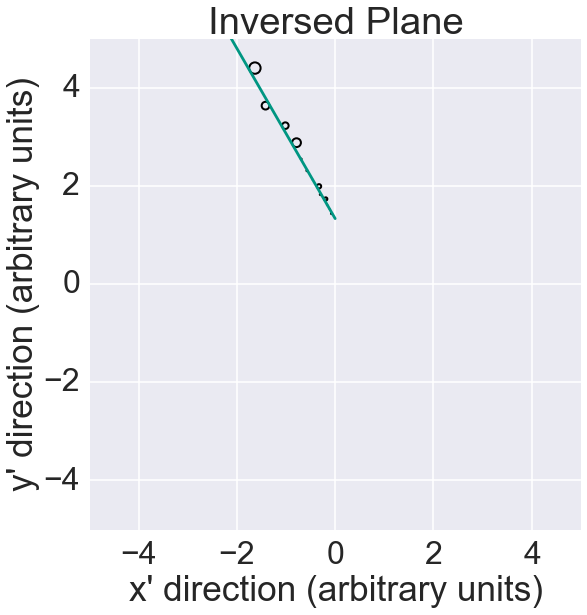 Inversed Plane
y' direction (arbitrary units)
4
2
0
−2
−4
−4 −2 0 2 4
x' direction (arbitrary units)